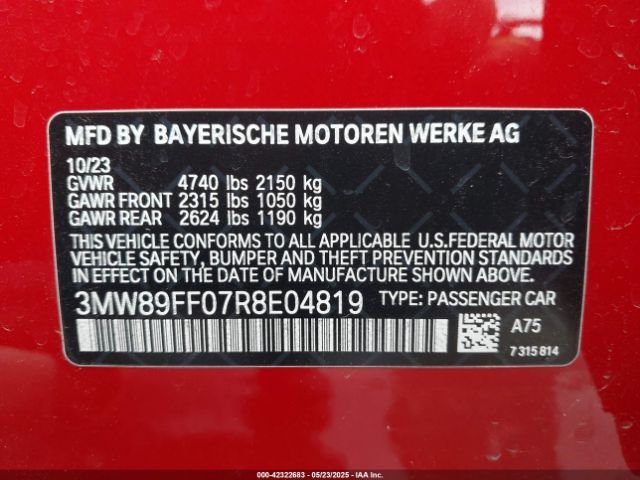 MFD BY BAYERISCHE MOTOREN WERKE AG
10/23
GVWR 4740 lbs 2150 kg
GAWR FRONT 2315 lbs 1050 kg
GAWR REAR 2624 lbs 1190 kg
THIS VEHICLE CONFORMS TO ALL APPLICABLE U.S.FEDERAL MOTOR
VEHICLE SAFETY, BUMPER AND THEFT PREVENTION STANDARDS
IN EFFECT ON THE DATE OF MANUFACTURE SHOWN ABOVE.
3MW89FF07R8E04819 TYPE: PASSENGER CAR
A75
7 315 814
000-42322683 - 05/23/2025 - IAA Inc.